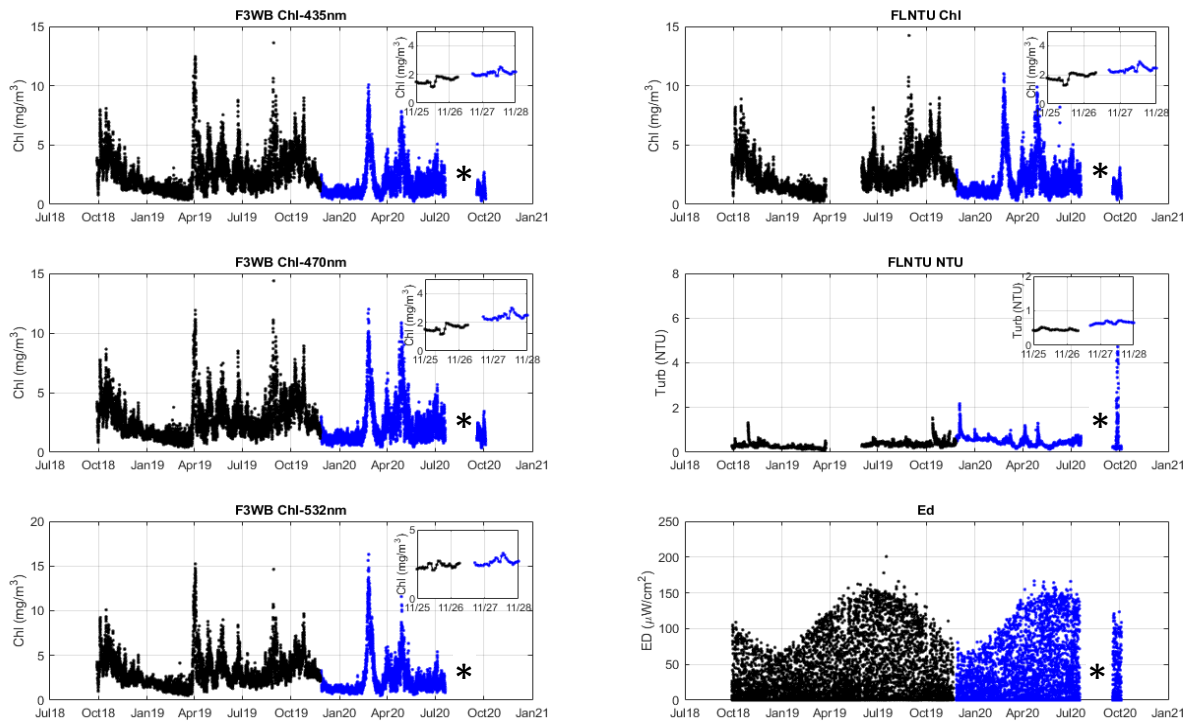 F3WB Chl-435nm
Chl (mg/m³)
15
10
5
0
Jul18 Oct18 Jan19 Apr19 Jul19 Oct19 Jan20 Apr20 Jul20 Oct20 Jan21
Chl (mg/m³)
4
2
0
11/25 11/26 11/27 11/28
*
FLNTU Chl
Chl (mg/m³)
15
10
5
0
Jul18 Oct18 Jan19 Apr19 Jul19 Oct19 Jan20 Apr20 Jul20 Oct20 Jan21
Chl (mg/m³)
4
2
0
11/25 11/26 11/27 11/28
*
F3WB Chl-470nm
Chl (mg/m³)
15
10
5
0
Jul18 Oct18 Jan19 Apr19 Jul19 Oct19 Jan20 Apr20 Jul20 Oct20 Jan21
Chl (mg/m³)
4
2
0
11/25 11/26 11/27 11/28
*
FLNTU NTU
Turb (NTU)
8
6
4
2
0
Jul18 Oct18 Jan19 Apr19 Jul19 Oct19 Jan20 Apr20 Jul20 Oct20 Jan21
Turb (NTU)
2
1
0
11/25 11/26 11/27 11/28
*
F3WB Chl-532nm
Chl (mg/m³)
20
15
10
5
0
Jul18 Oct18 Jan19 Apr19 Jul19 Oct19 Jan20 Apr20 Jul20 Oct20 Jan21
Chl (mg/m³)
5
0
11/25 11/26 11/27 11/28
*
Ed
ED (μW/cm²)
250
200
150
100
50
0
Jul18 Oct18 Jan19 Apr19 Jul19 Oct19 Jan20 Apr20 Jul20 Oct20 Jan21
*